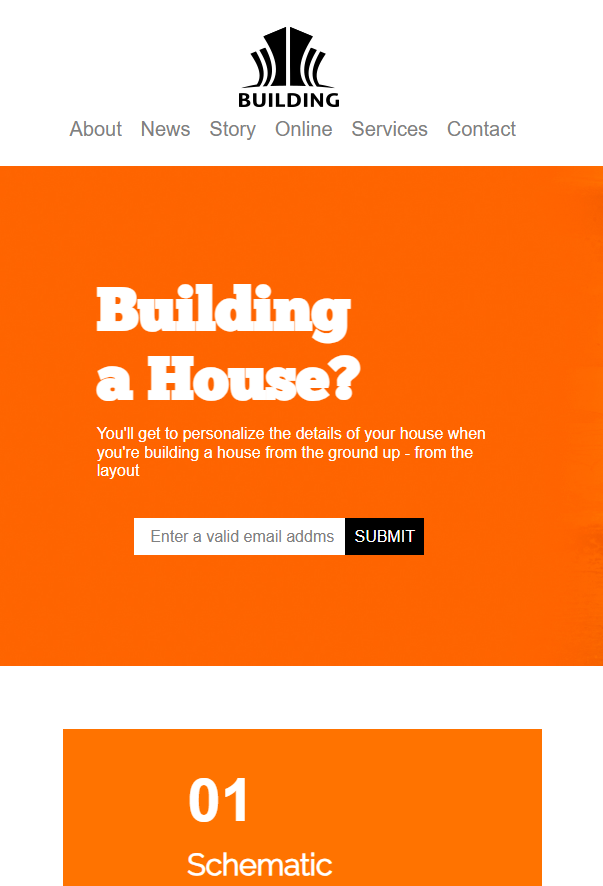 BUILDING
About News Story Online Services Contact
Building
a House?
You'll get to personalize the details of your house when
you're building a house from the ground up - from the
layout
Enter a valid email addms SUBMIT
01
Schematic